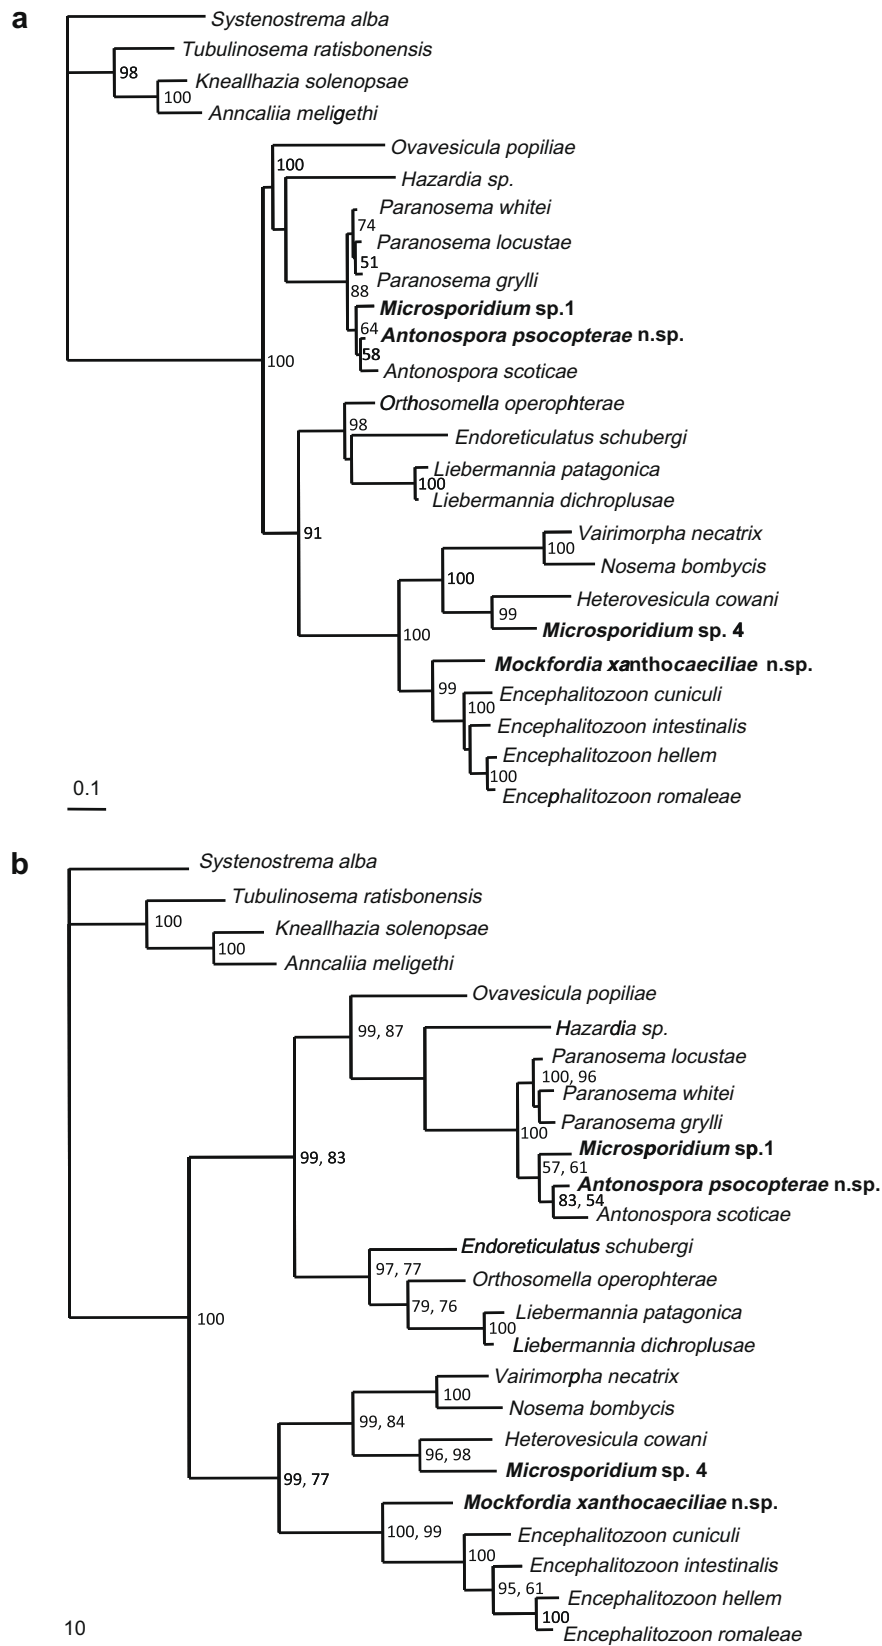 a
Systenostrema alba
Tubulinosema ratisbonensis
98
Kneallhazia solenopsae
100
Anncaliia meligethi
Ovavesicula popiliae
100
Hazardia sp.
Paranosema whitei
74
Paranosema locustae
51
Paranosema grylli
88
Microsporidium sp.1
64
Antonospora psocopterae n.sp.
58
100
Antonospora scoticae
Orthosomella operophterae
98
Endoreticulatus schubergi
Liebermannia patagonica
100
Liebermannia dichroplusae
91
Vairimorpha necatrix
100
Nosema bombycis
100
Heterovesicula cowani
99
Microsporidium sp. 4
100
Mockfordia xanthocaeciliae n.sp.
99
Encephalitozoon cuniculi
100
Encephalitozoon intestinalis
Encephalitozoon hellem
100
Encephalitozoon romaleae
0.1
b
Systenostrema alba
Tubulinosema ratisbonensis
100
Kneallhazia solenopsae
100
Anncaliia meligethi
Ovavesicula popiliae
99, 87
Hazardia sp.
Paranosema locustae
100, 96
Paranosema whitei
Paranosema grylli
100
Microsporidium sp.1
99, 83
57, 61
Antonospora psocopterae n.sp.
83, 54
Antonospora scoticae
Endoreticulatus schubergi
97, 77
Orthosomella operophterae
79, 76
Liebermannia patagonica
100
100
Liebermannia dichroplusae
Vairimorpha necatrix
100
Nosema bombycis
99, 84
Heterovesicula cowani
96, 98
Microsporidium sp. 4
99, 77
Mockfordia xanthocaeciliae n.sp.
100, 99
Encephalitozoon cuniculi
100
Encephalitozoon intestinalis
95, 61
Encephalitozoon hellem
100
Encephalitozoon romaleae
10